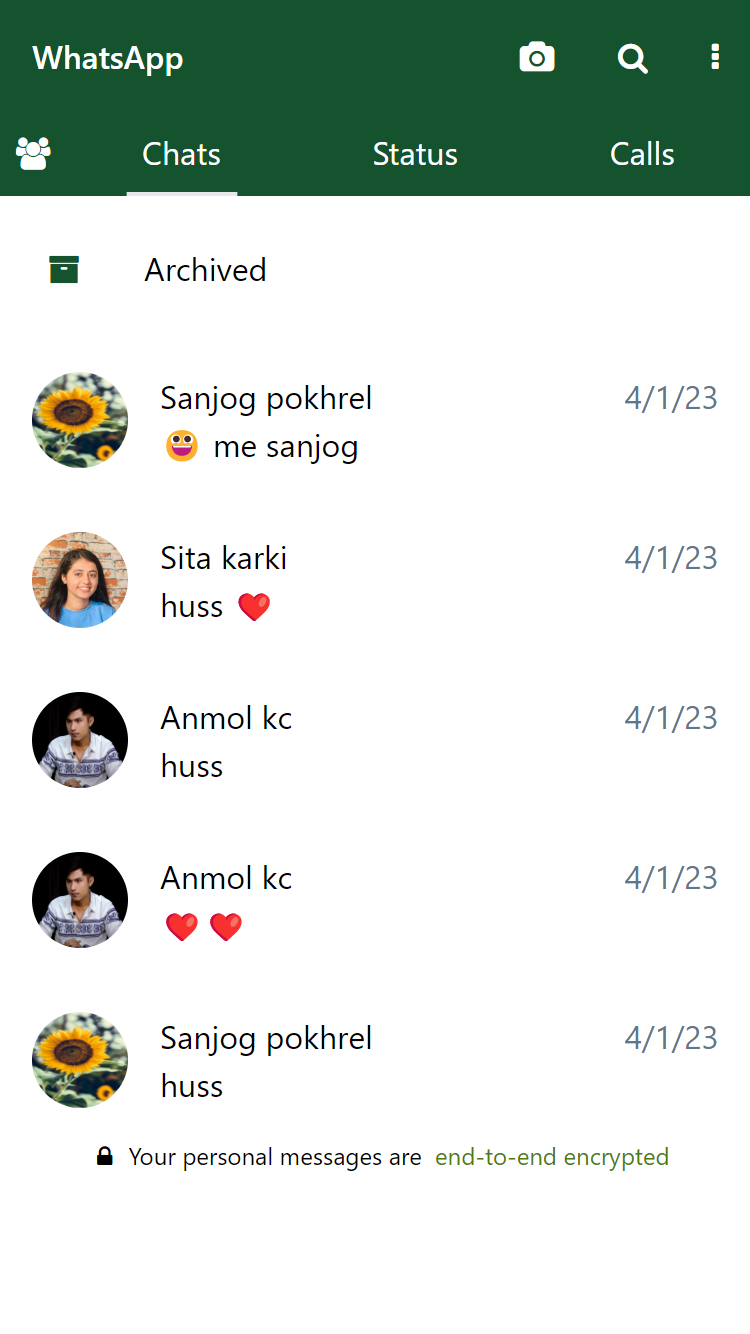 WhatsApp
Chats Status Calls
Archived
Sanjog pokhrel 4/1/23
😀 me sanjog
Sita karki 4/1/23
huss ❤️
Anmol kc 4/1/23
huss
Anmol kc 4/1/23
❤️ ❤️
Sanjog pokhrel 4/1/23
huss
Your personal messages are end-to-end encrypted